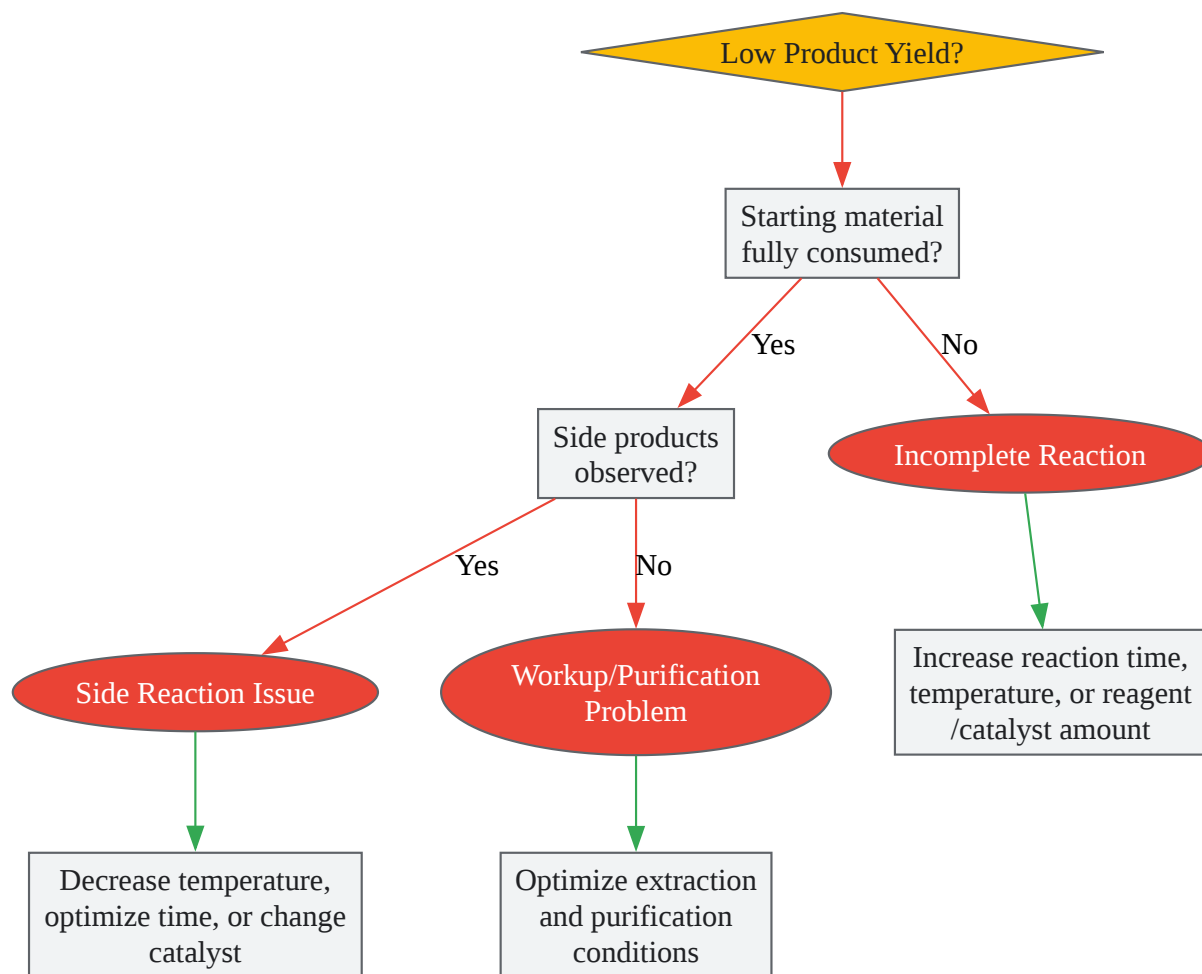 Low Product Yield?
Starting material
fully consumed?
Yes
No
Side products
observed?
Incomplete Reaction
Yes
No
Side Reaction Issue
Workup/Purification
Problem
Increase reaction time,
temperature, or reagent
/catalyst amount
Decrease temperature,
optimize time, or change
catalyst
Optimize extraction
and purification
conditions